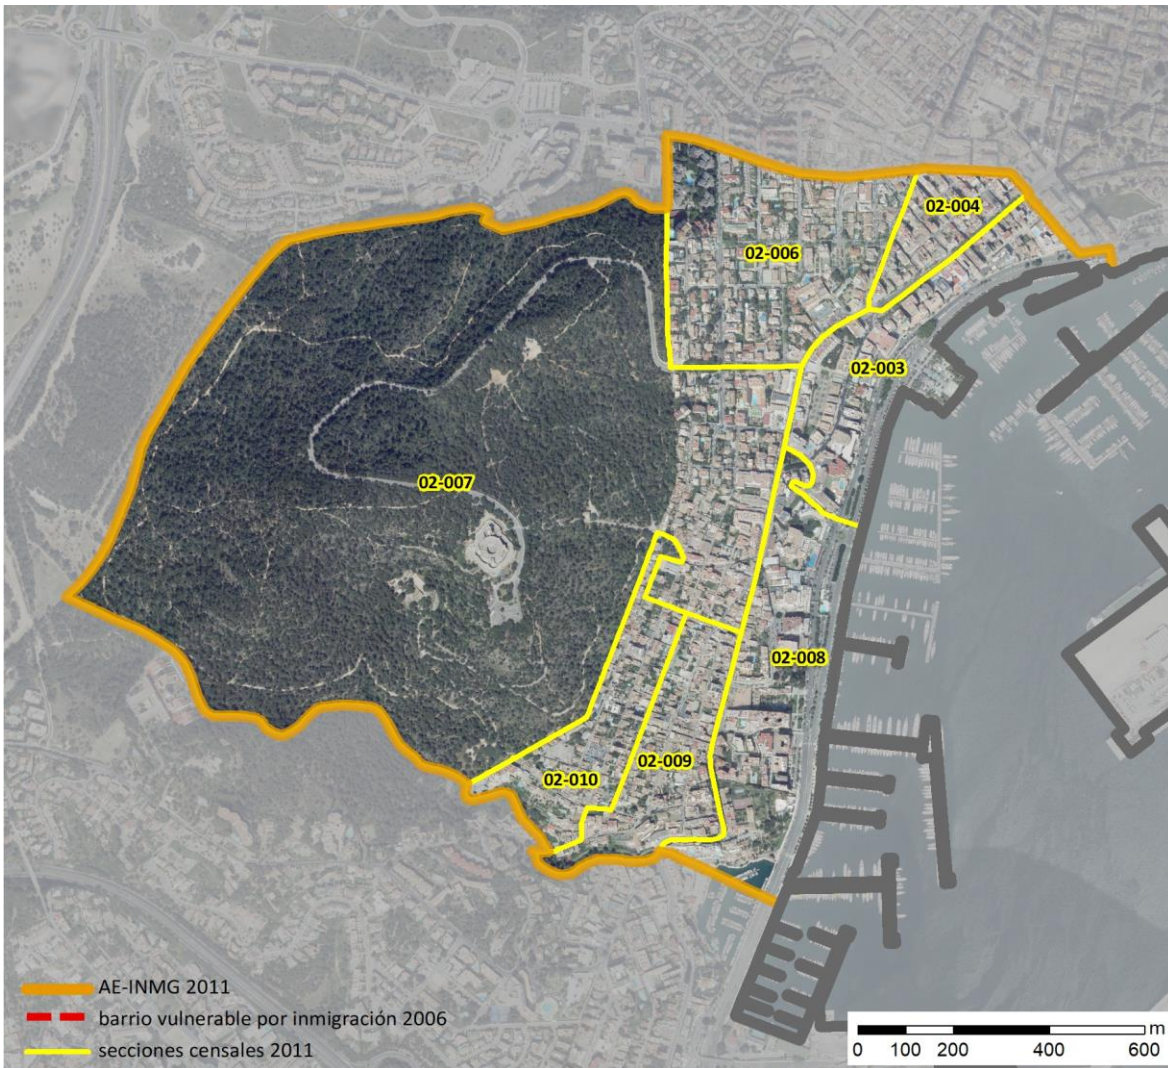 02-004
02-006
02-003
02-007
02-008
02-009
02-010
AE-INMG 2011
barrio vulnerable por inmigración 2006
secciones censales 2011
m
0 100 200 400 600